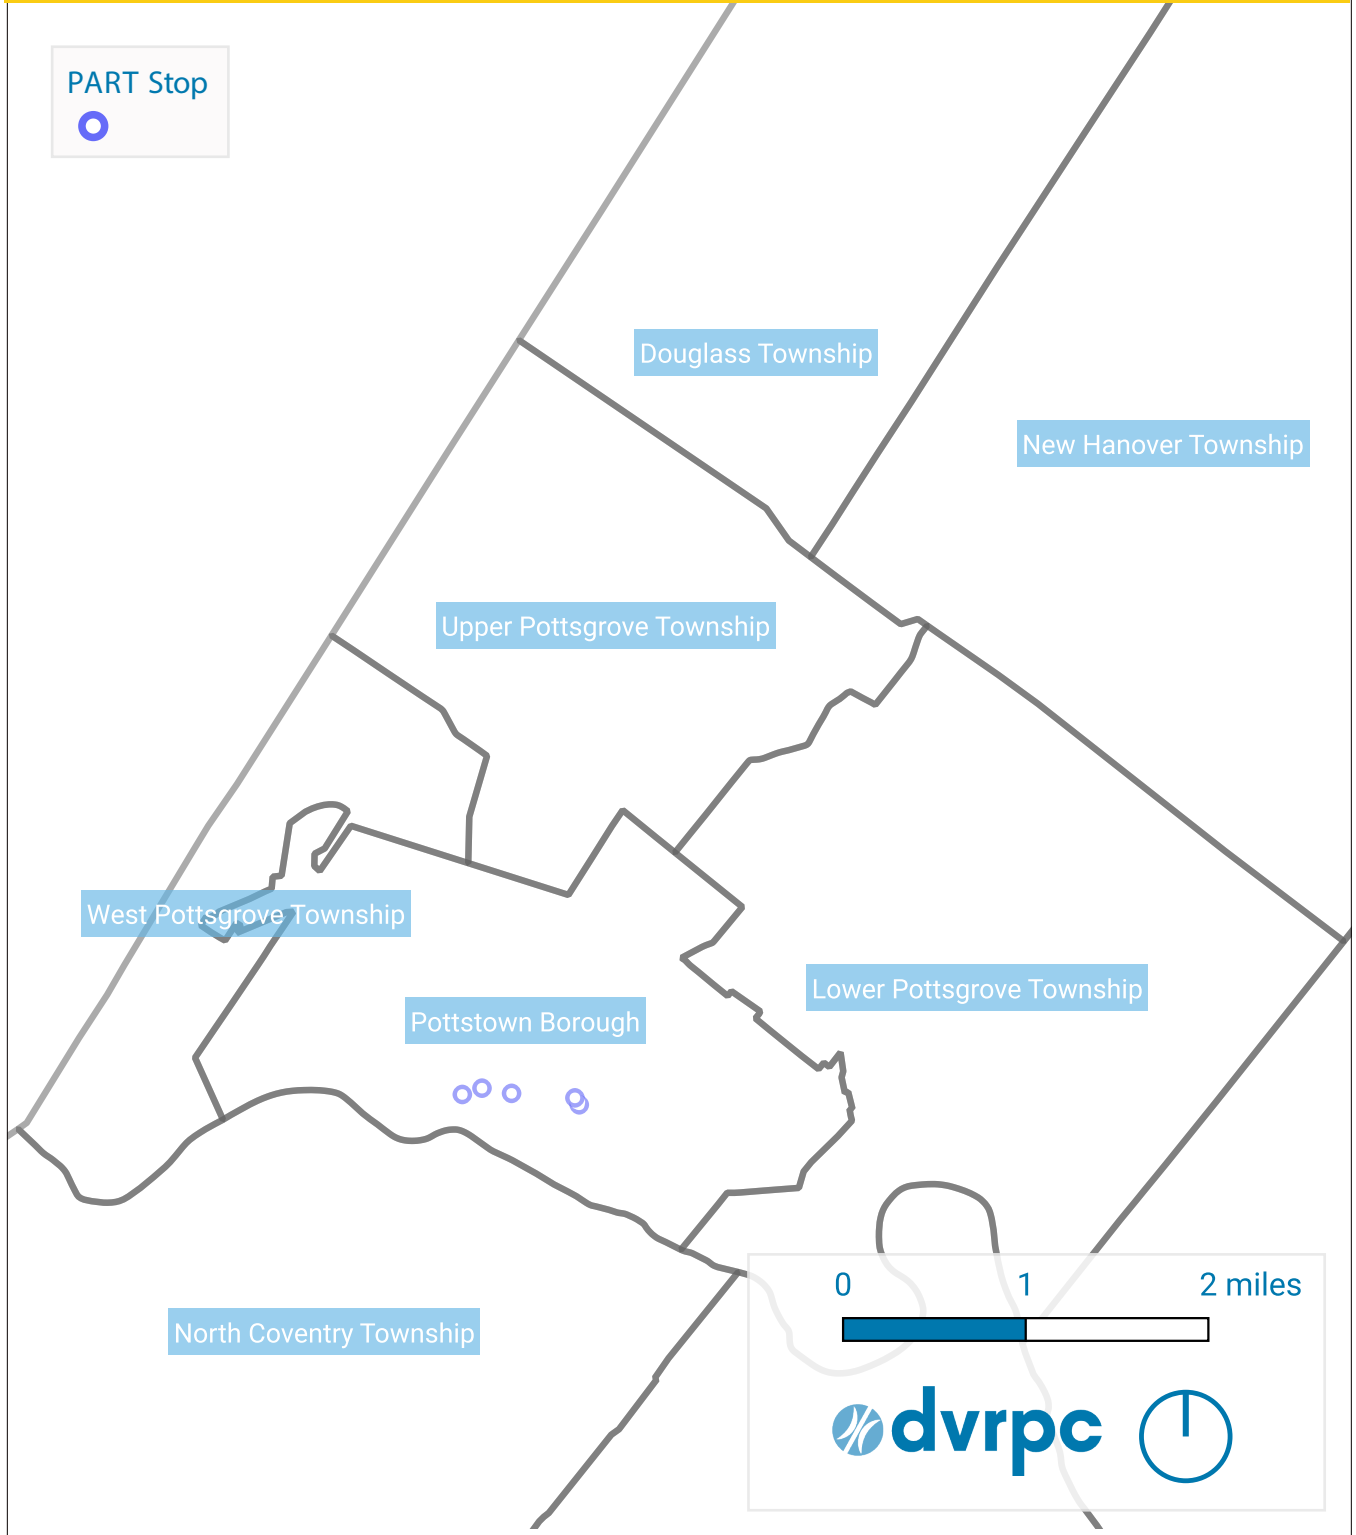 PART Stop
Douglass Township
New Hanover Township
Upper Pottsgrove Township
West Pottsgrove Township
Lower Pottsgrove Township
Pottstown Borough
North Coventry Township
0 1 2 miles
dvrpc